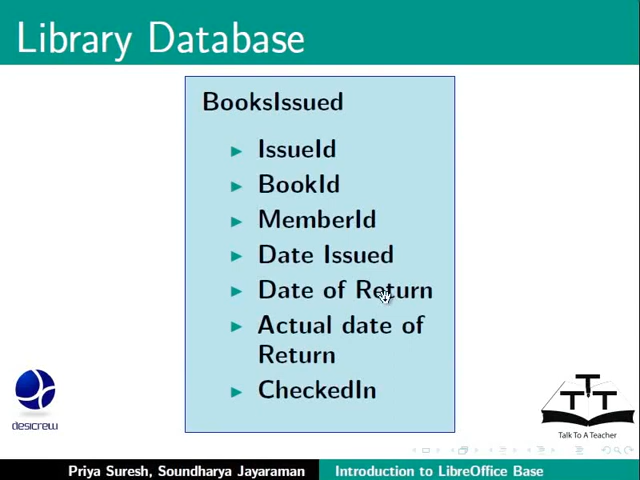 Library Database
BooksIssued
IssueId
BookId
MemberId
Date Issued
Date of Return
Actual date of
Return
CheckedIn
desicrew
T T T
Talk To A Teacher
Priya Suresh, Soundharya Jayaraman
Introduction to LibreOffice Base